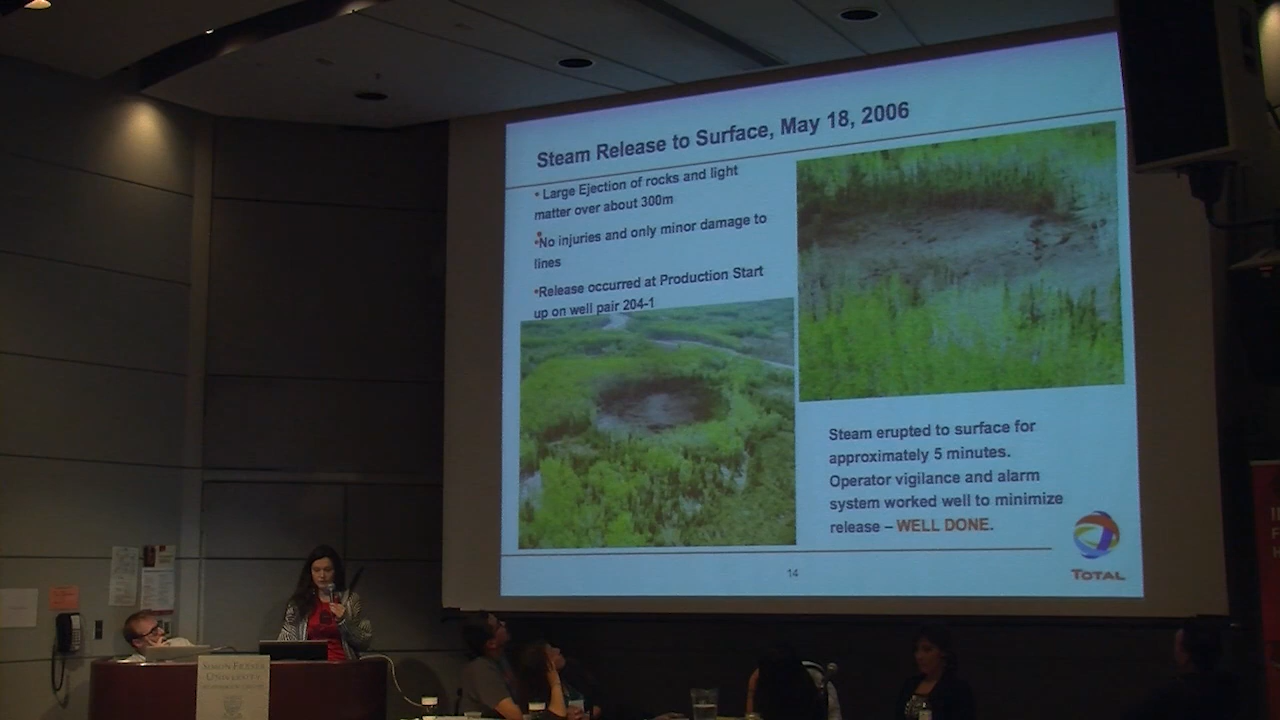 Steam Release to Surface, May 18, 2006
• Large Ejection of rocks and light
matter over about 300m
•No injuries and only minor damage to
lines
•Release occurred at Production Start
up on well pair 204-1
Steam erupted to surface for
approximately 5 minutes.
Operator vigilance and alarm
system worked well to minimize
release – WELL DONE.
14
TOTAL
SIMON FRASER
UNIVERSITY